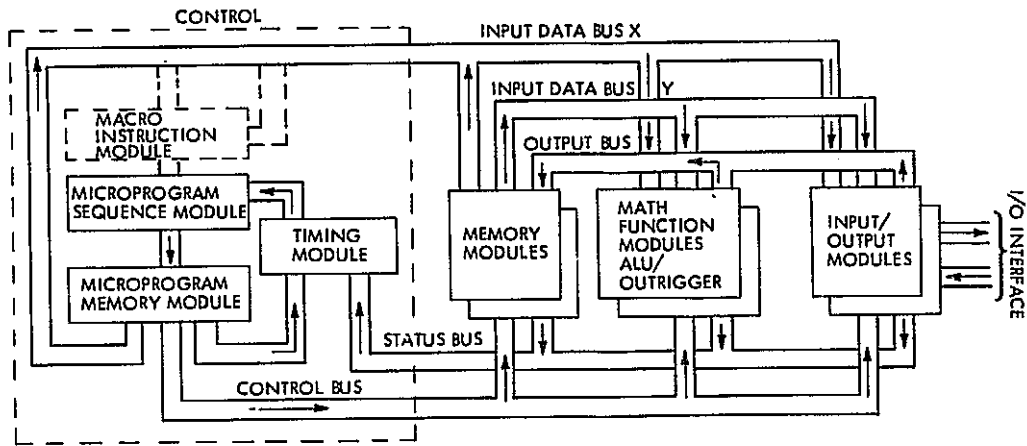 CONTROL
INPUT DATA BUS X
INPUT DATA BUS Y
OUTPUT BUS
MACRO
INSTRUCTION
MODULE
MICROPROGRAM
SEQUENCE MODULE
TIMING
MODULE
MICROPROGRAM
MEMORY MODULE
MEMORY
MODULES
MATH
FUNCTION
MODULES
ALU/
OUTRIGGER
INPUT/
OUTPUT
MODULES
I/O INTERFACE
STATUS BUS
CONTROL BUS